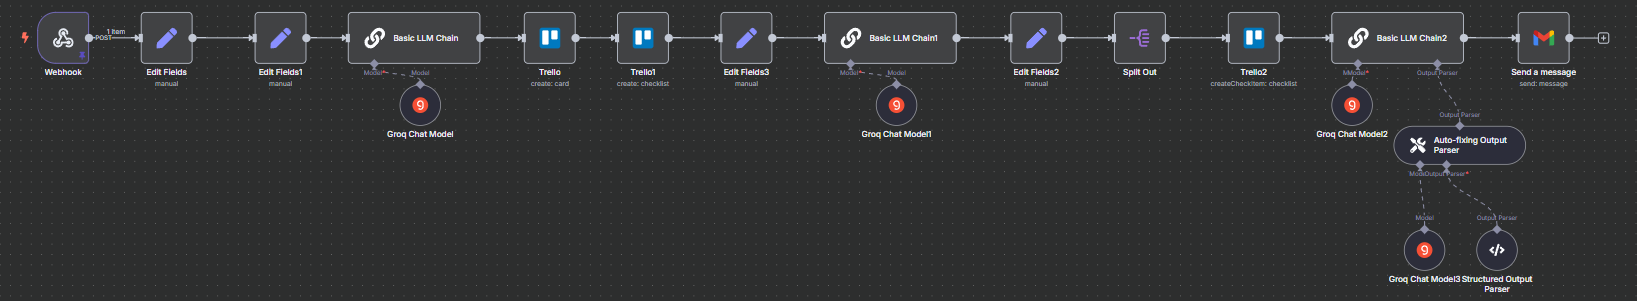 1 item
POST
Webhook
Edit Fields
manual
Edit Fields1
manual
Basic LLM Chain
Model*
Model
Groq Chat Model
Trello
create: card
Trello1
create: checklist
Edit Fields3
manual
Basic LLM Chain1
Model*
Model
Groq Chat Model1
Edit Fields2
manual
Split Out
Trello2
createCheckItem: checklist
Basic LLM Chain2
Model*
Output Parser
Groq Chat Model2
Output Parser
Auto-fixing Output
Parser
Output Parser*
Model
Output Parser
Groq Chat Model3
Structured Output
Parser
Send a message
send: message